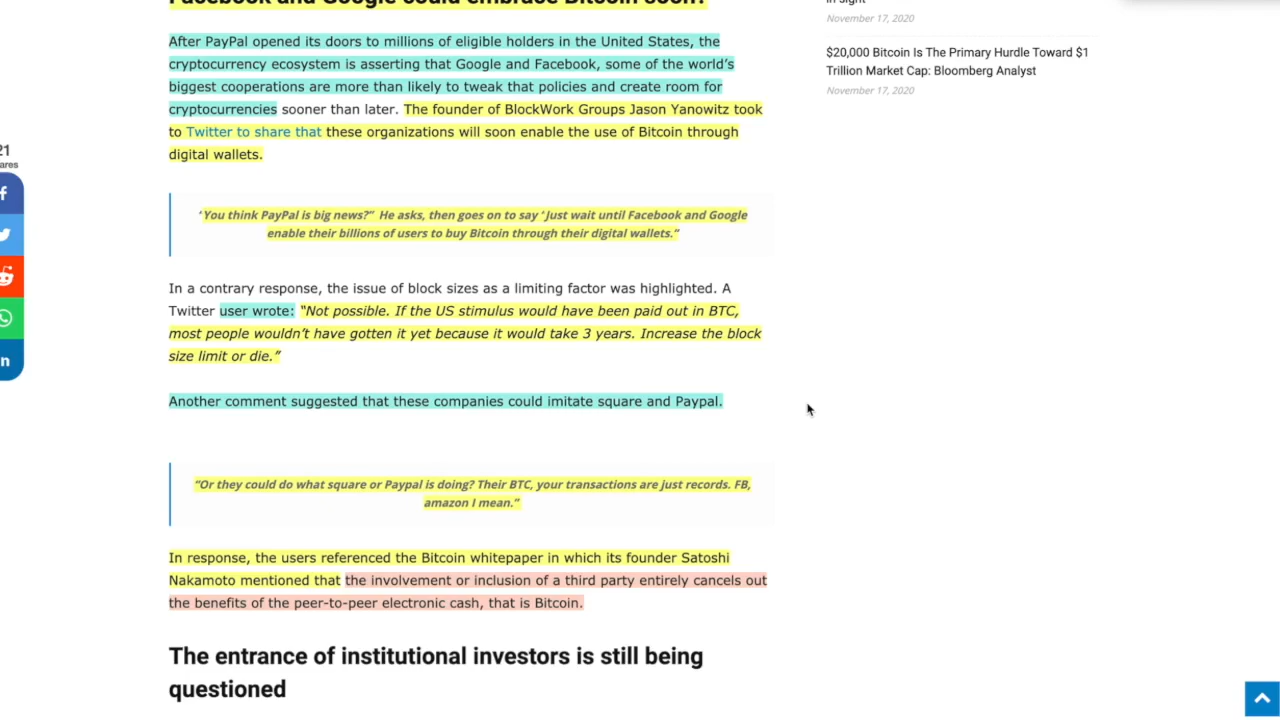 Facebook and Google could embrace Bitcoin soon?
After PayPal opened its doors to millions of eligible holders in the United States, the
cryptocurrency ecosystem is asserting that Google and Facebook, some of the world's
biggest cooperations are more than likely to tweak that policies and create room for
cryptocurrencies sooner than later. The founder of BlockWork Groups Jason Yanowitz took
to Twitter to share that these organizations will soon enable the use of Bitcoin through
digital wallets.
‘You think PayPal is big news?” He asks, then goes on to say ‘Just wait until Facebook and Google
enable their billions of users to buy Bitcoin through their digital wallets.”
In a contrary response, the issue of block sizes as a limiting factor was highlighted. A
Twitter user wrote: “Not possible. If the US stimulus would have been paid out in BTC,
most people wouldn’t have gotten it yet because it would take 3 years. Increase the block
size limit or die.”
Another comment suggested that these companies could imitate square and Paypal.
“Or they could do what square or Paypal is doing? Their BTC, your transactions are just records. FB,
amazon I mean.”
In response, the users referenced the Bitcoin whitepaper in which its founder Satoshi
Nakamoto mentioned that the involvement or inclusion of a third party entirely cancels out
the benefits of the peer-to-peer electronic cash, that is Bitcoin.
The entrance of institutional investors is still being
questioned
21
ares
in
In Sight
November 17, 2020
$20,000 Bitcoin Is The Primary Hurdle Toward $1
Trillion Market Cap: Bloomberg Analyst
November 17, 2020